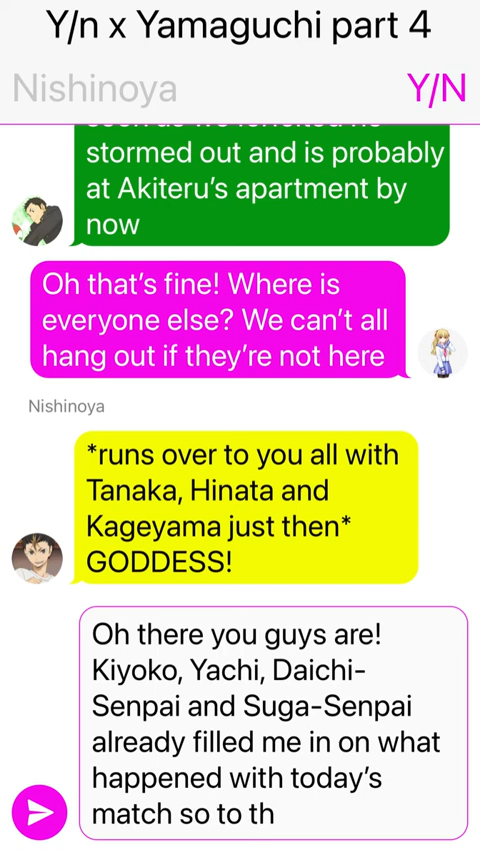 Y/n x Yamaguchi part 4
Nishinoya
Y/N
stormed out and is probably
at Akiteru's apartment by
now
Oh that's fine! Where is
everyone else? We can't all
hang out if they're not here
Nishinoya
*runs over to you all with
Tanaka, Hinata and
Kageyama just then*
GODDESS!
Oh there you guys are!
Kiyoko, Yachi, Daichi-
Senpai and Suga-Senpai
already filled me in on what
happened with today's
match so to th